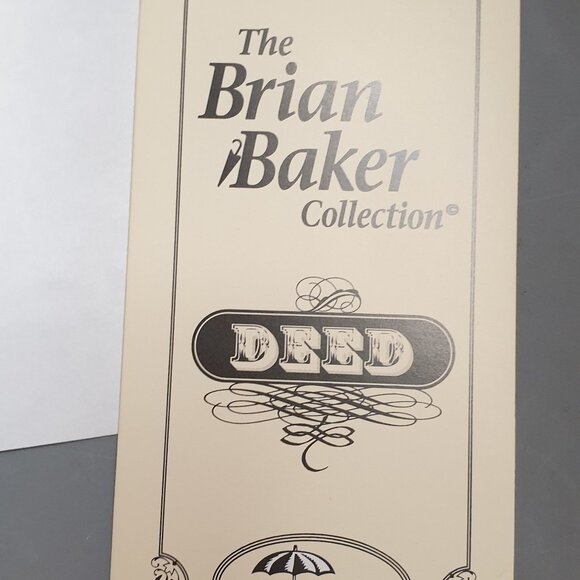 The
Brian
Baker
Collection©
DEED